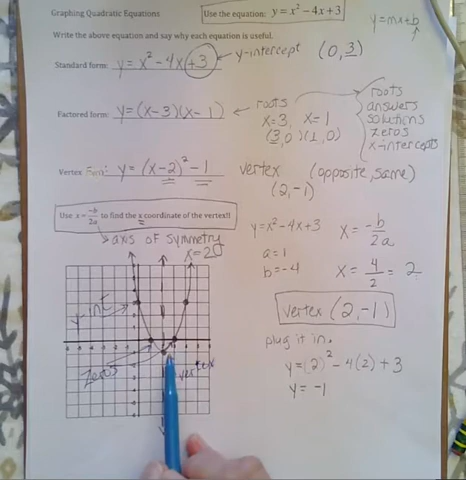 Graphing Quadratic Equations
Use the equation: y = x² − 4x + 3
y=mx+b
Write the above equation and say why each equation is useful.
Standard form: y = x² - 4x + 3 ← y-intercept (0, 3)
Factored form: y = (x-3)(x-1) ← roots
x=3, x=1
(3,0) (1,0)
roots
answers
solutions
zeros
x-intercepts
Vertex Form: y = (x-2)² - 1 vertex (opposite, same)
(2,-1)
Use x = -b/2a to find the x coordinate of the vertex!!
→ axis of symmetry
x=2
y=x²-4x+3
a=1
b=-4
x = -b/2a
x = 4/2 = 2
vertex (2,-1)
plug it in.
y=(2)² - 4(2) + 3
y = -1
y-int
zeros
vertex